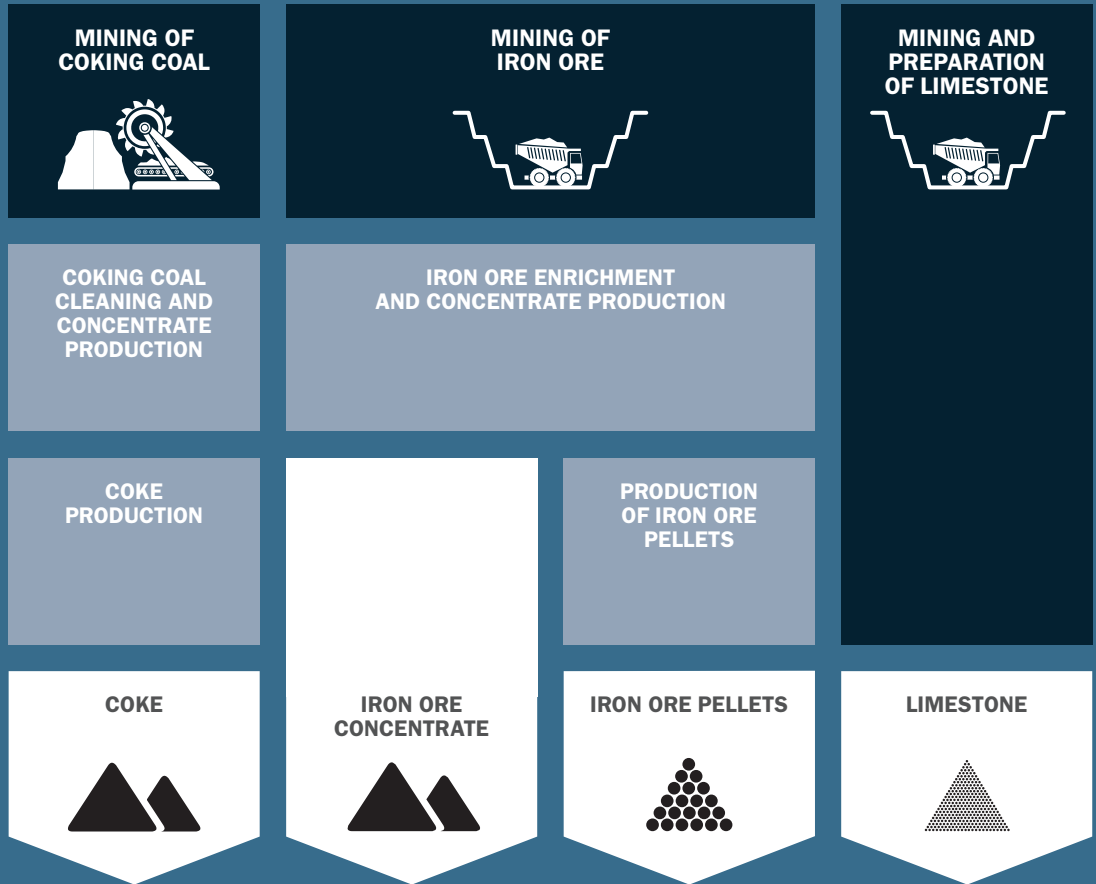 MINING OF
COKING COAL
MINING OF
IRON ORE
MINING AND
PREPARATION
OF LIMESTONE
COKING COAL
CLEANING AND
CONCENTRATE
PRODUCTION
IRON ORE ENRICHMENT
AND CONCENTRATE PRODUCTION
COKE
PRODUCTION
PRODUCTION
OF IRON ORE
PELLETS
COKE
IRON ORE
CONCENTRATE
IRON ORE PELLETS
LIMESTONE